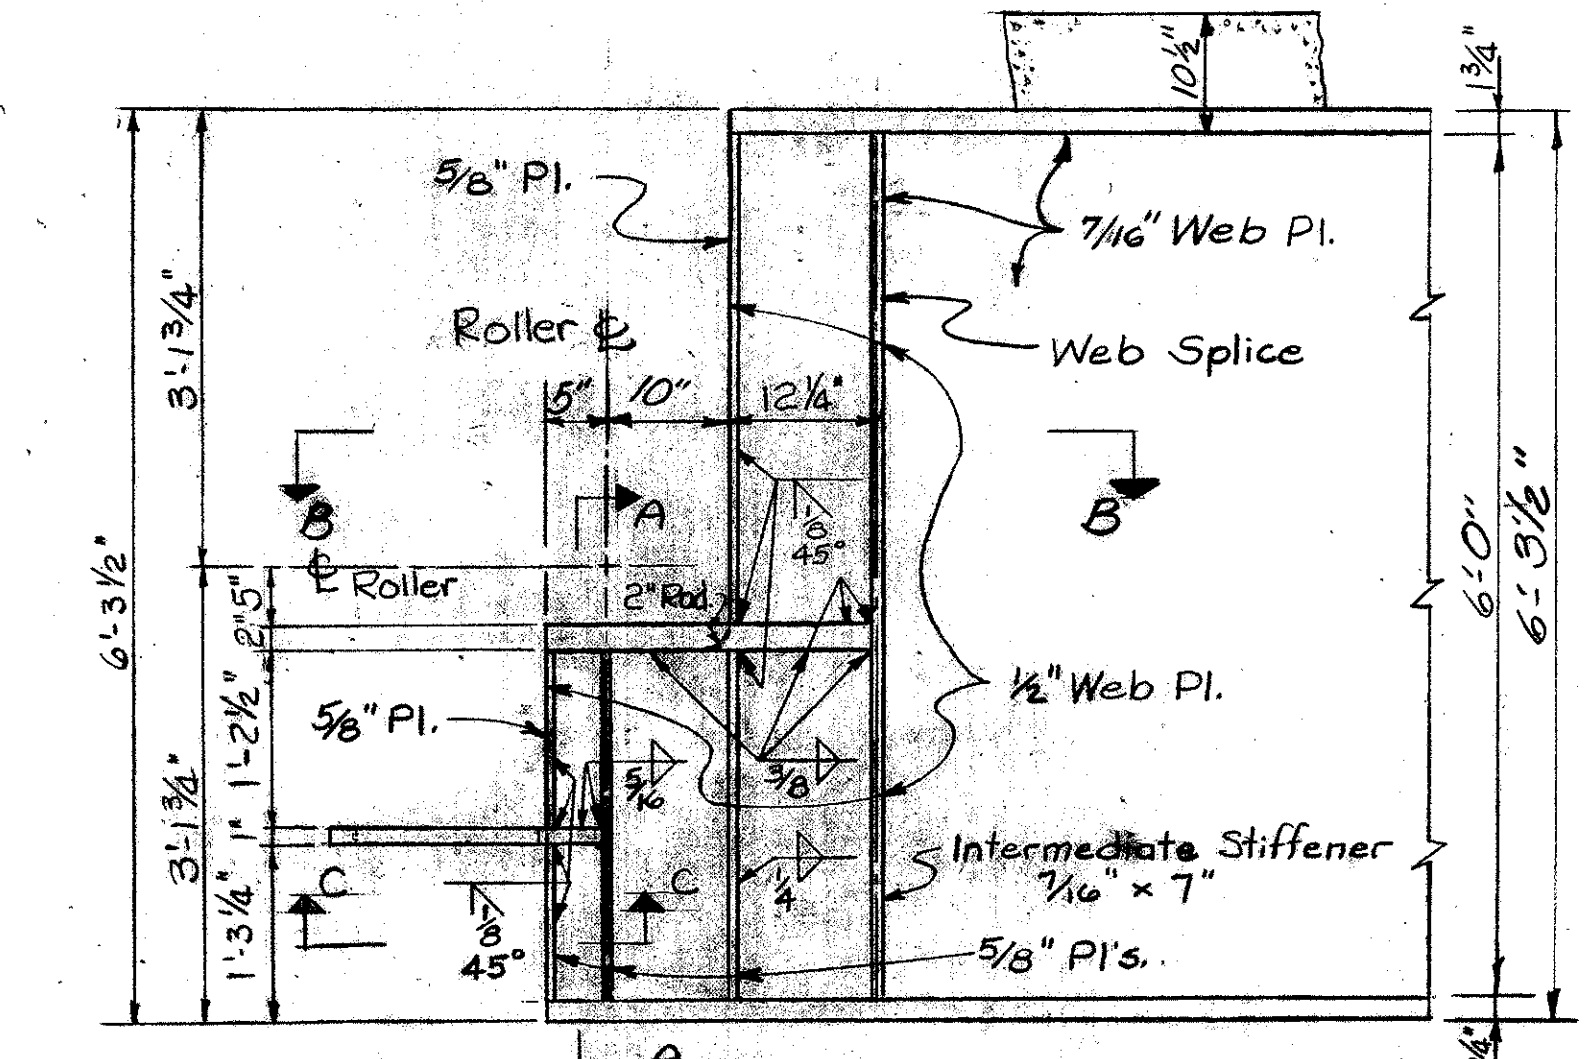 10½"
1¾"
5/8" Pl.
7/16" Web Pl.
3'-1¾"
Roller ℄
Web Splice
5"
10"
12¼"
B
A
1/8
45°
B
6'-3½"
℄ Roller
2" Rad.
5"
2"
6'-0"
6'-3½"
1'-2½"
5/8" Pl.
½" Web Pl.
5/16
3/8
3'-1¾"
1"
Intermediate Stiffener
7/16" x 7"
1'-3¼"
C
C
1/4
1/8
45°
5/8" Pl's.